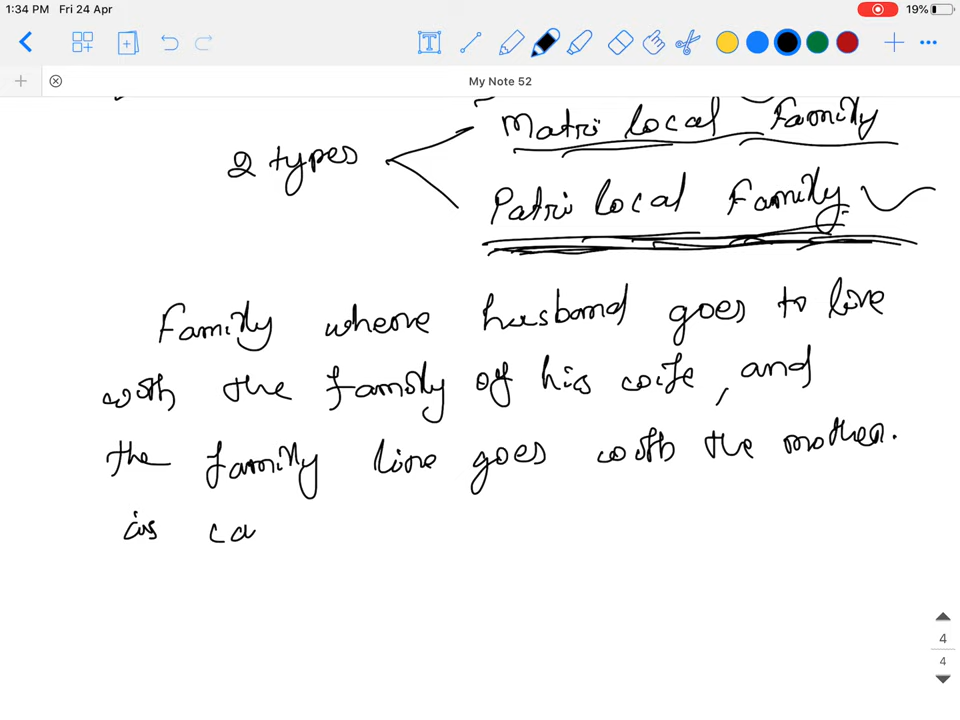 1:34 PM Fri 24 Apr
19%
My Note 52
Matri local Family
2 types
Patri local Family
Family where husband goes to live
with the family of his wife, and
the family line goes with the mother.
is ca
4
4